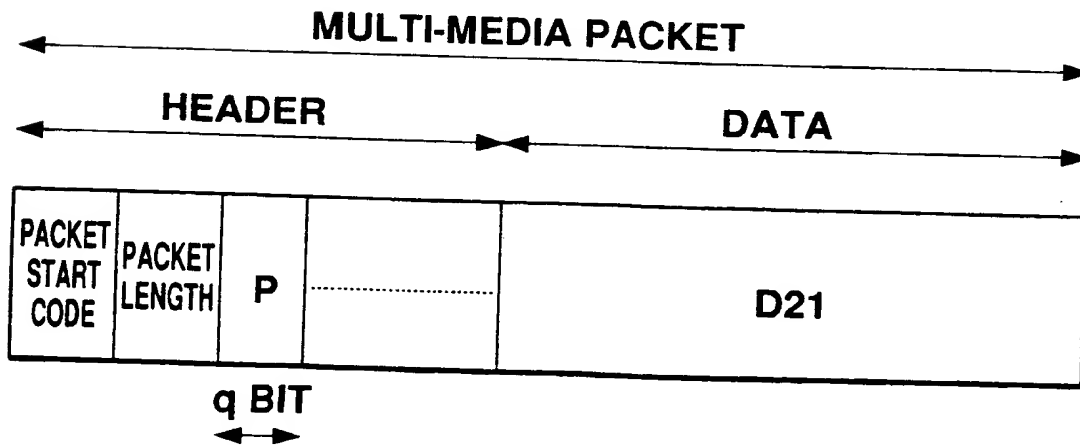 MULTI-MEDIA PACKET
HEADER
DATA
PACKET
START
CODE
PACKET
LENGTH
P
D21
q BIT